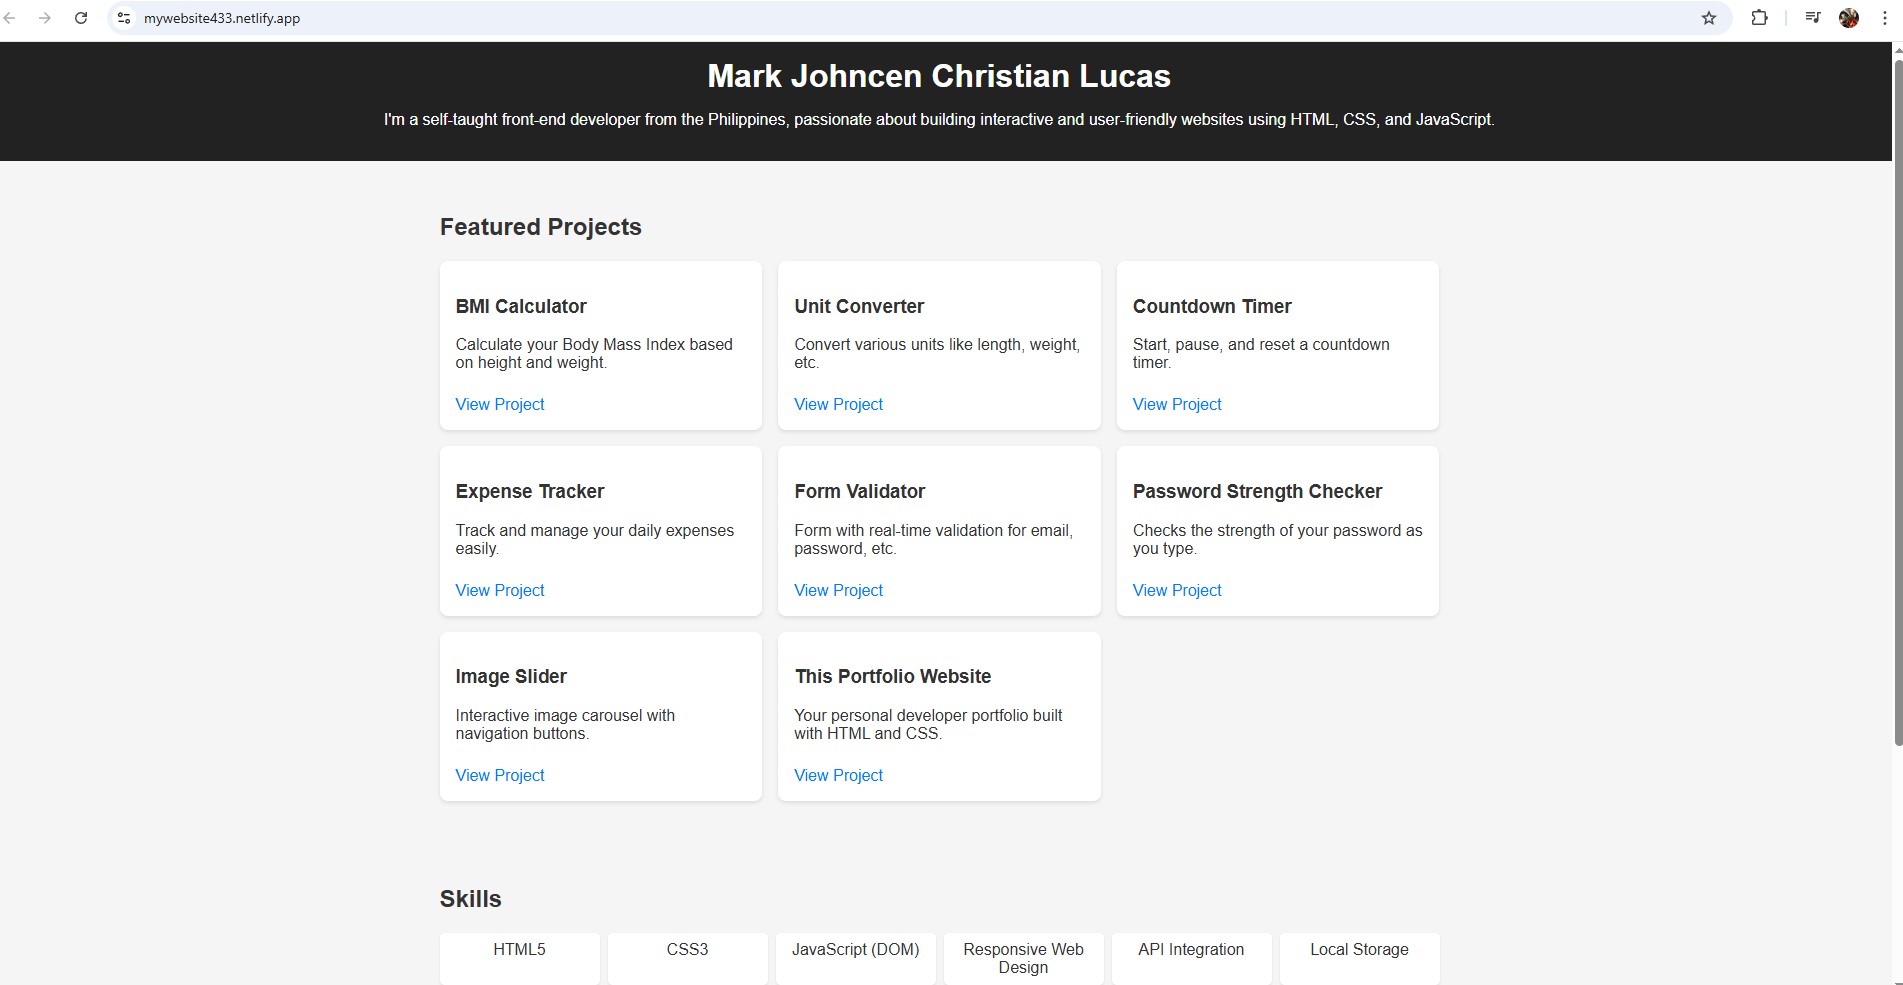 mywebsite433.netlify.app
Mark Johncen Christian Lucas
I'm a self-taught front-end developer from the Philippines, passionate about building interactive and user-friendly websites using HTML, CSS, and JavaScript.
Featured Projects
BMI Calculator
Calculate your Body Mass Index based
on height and weight.
View Project
Unit Converter
Convert various units like length, weight,
etc.
View Project
Countdown Timer
Start, pause, and reset a countdown
timer.
View Project
Expense Tracker
Track and manage your daily expenses
easily.
View Project
Form Validator
Form with real-time validation for email,
password, etc.
View Project
Password Strength Checker
Checks the strength of your password as
you type.
View Project
Image Slider
Interactive image carousel with
navigation buttons.
View Project
This Portfolio Website
Your personal developer portfolio built
with HTML and CSS.
View Project
Skills
HTML5
CSS3
JavaScript (DOM)
Responsive Web
Design
API Integration
Local Storage